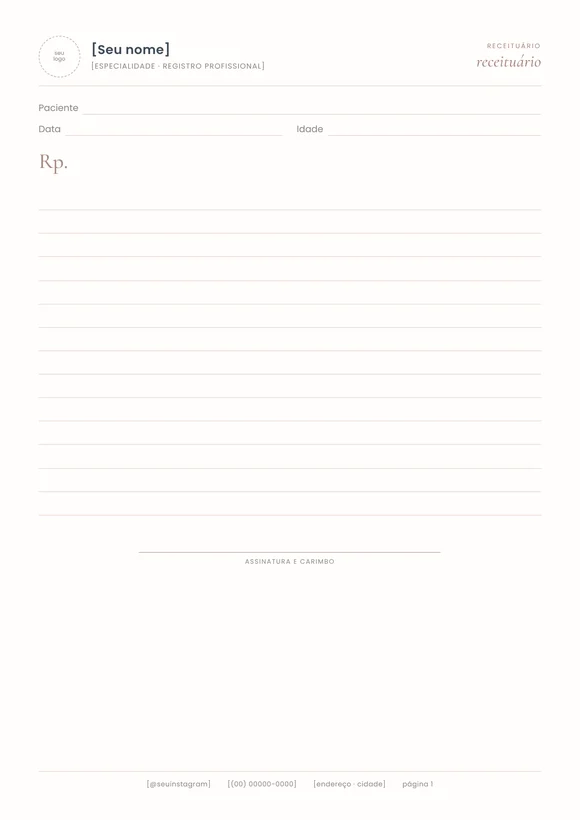 seu
logo
[Seu nome]
[ESPECIALIDADE · REGISTRO PROFISSIONAL]
RECEITUÁRIO
receituário
Paciente
Data Idade
Rp.
ASSINATURA E CARIMBO
[@seuinstagram] [(00) 00000-0000] [endereço · cidade] página 1